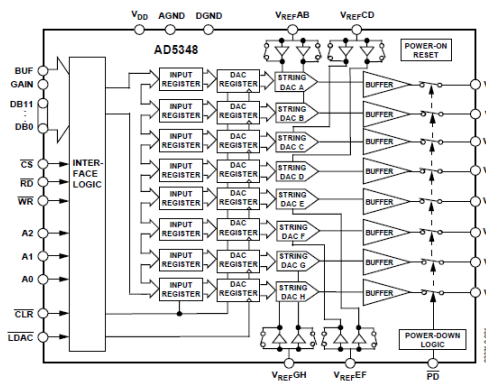 VDD AGND DGND VREFAB VREFCD
AD5348
POWER-ON
RESET
BUF
GAIN
DB11
DB0
CS
RD
WR
A2
A1
A0
CLR
LDAC
INTER-
FACE
LOGIC
INPUT
REGISTER
DAC
REGISTER
STRING
DAC A
BUFFER
INPUT
REGISTER
DAC
REGISTER
STRING
DAC B
BUFFER
INPUT
REGISTER
DAC
REGISTER
STRING
DAC C
BUFFER
INPUT
REGISTER
DAC
REGISTER
STRING
DAC D
BUFFER
INPUT
REGISTER
DAC
REGISTER
STRING
DAC E
BUFFER
INPUT
REGISTER
DAC
REGISTER
STRING
DAC F
BUFFER
INPUT
REGISTER
DAC
REGISTER
STRING
DAC G
BUFFER
INPUT
REGISTER
DAC
REGISTER
STRING
DAC H
BUFFER
POWER-DOWN
LOGIC
VREFGH VREFEF PD